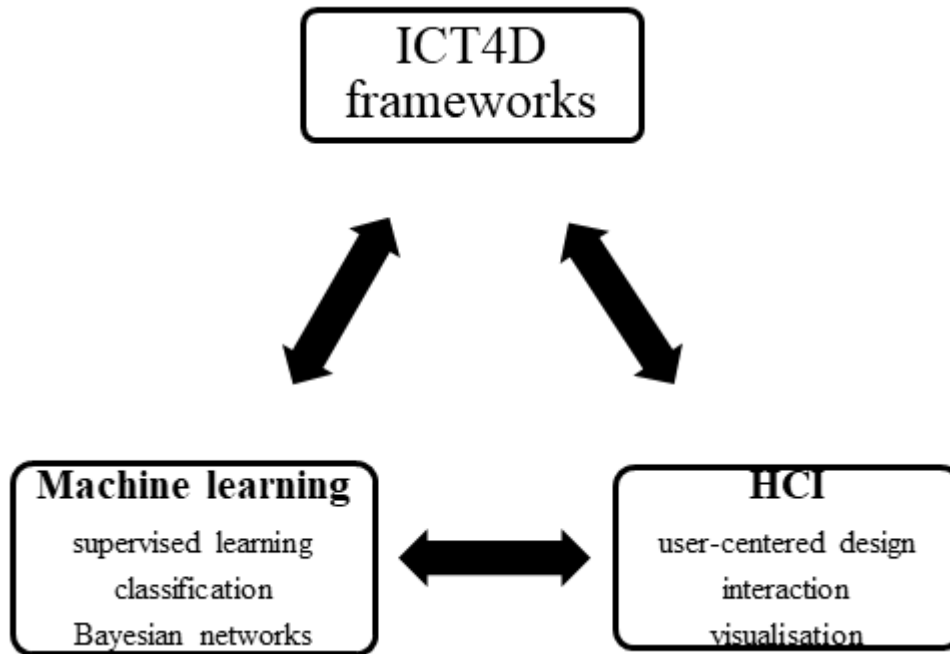 ICT4D
frameworks
Machine learning
supervised learning
classification
Bayesian networks
HCI
user-centered design
interaction
visualisation